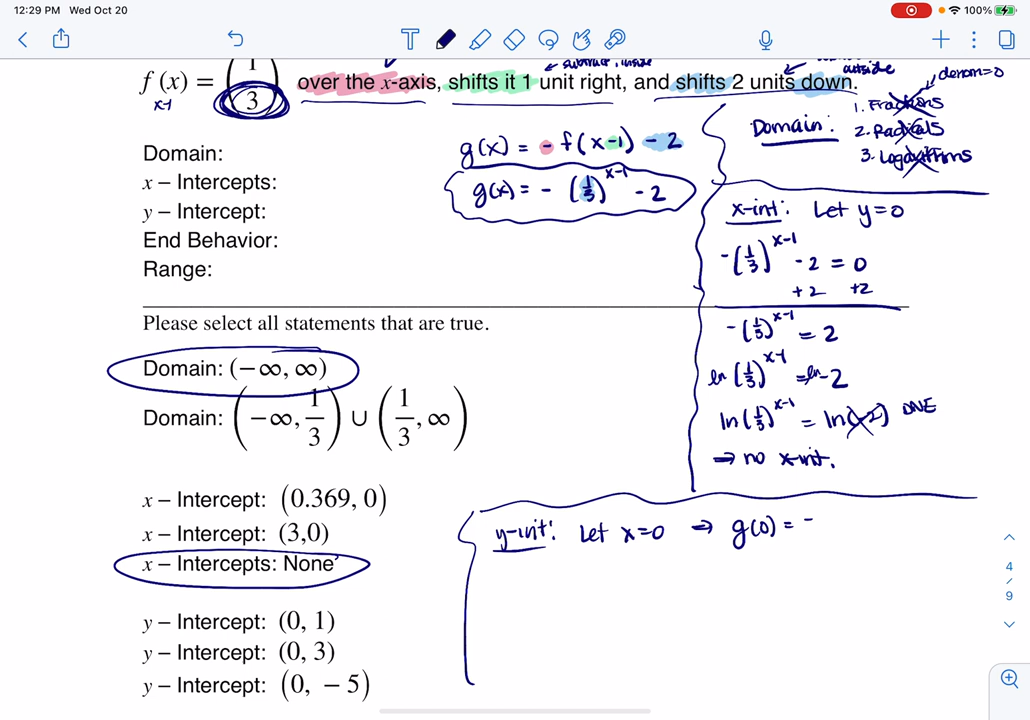 12:29 PM Wed Oct 20
100%
subtract, inside
outside
f(x) = (1/3) over the x-axis, shifts it 1 unit right, and shifts 2 units down.
x-1
denom=0
Domain:
1. Fractions
2. Radicals
3. Logarithms
g(x) = - f(x-1) - 2
g(x) = - (1/3)^x-1 - 2
Domain:
x – Intercepts:
y – Intercept:
End Behavior:
Range:
x-int: Let y=0
-(1/3)^x-1 - 2 = 0
+2 +2
-(1/3)^x-1 = 2
ln (1/3)^x-1 = ln -2
ln(1/3)^x-1 = ln(-2) DNE
→ no x-int.
Please select all statements that are true.
Domain: (−∞, ∞)
Domain: (−∞, 1/3) ∪ (1/3, ∞)
x – Intercept: (0.369, 0)
x – Intercept: (3,0)
x – Intercepts: None
y-int: Let x=0 → g(0) = -
y – Intercept: (0, 1)
y – Intercept: (0, 3)
y – Intercept: (0, − 5)
4
/
9